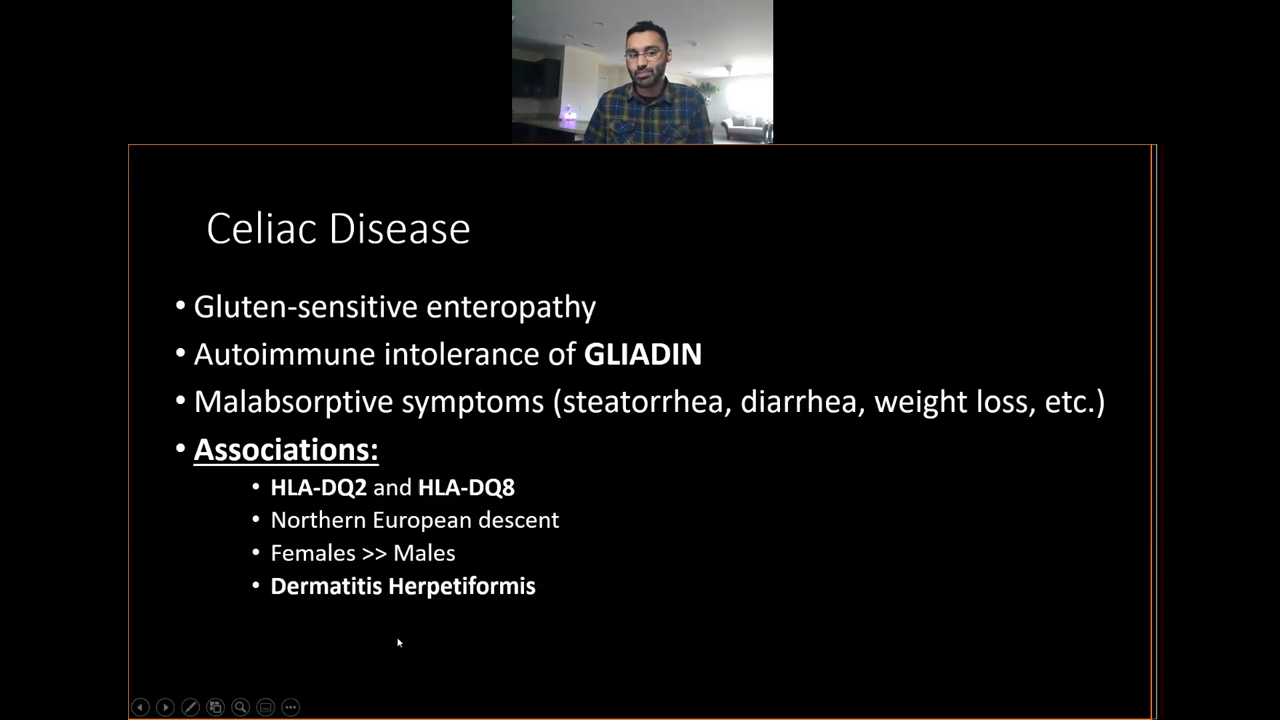 Celiac Disease
• Gluten-sensitive enteropathy
• Autoimmune intolerance of GLIADIN
• Malabsorptive symptoms (steatorrhea, diarrhea, weight loss, etc.)
• Associations:
• HLA-DQ2 and HLA-DQ8
• Northern European descent
• Females >> Males
• Dermatitis Herpetiformis